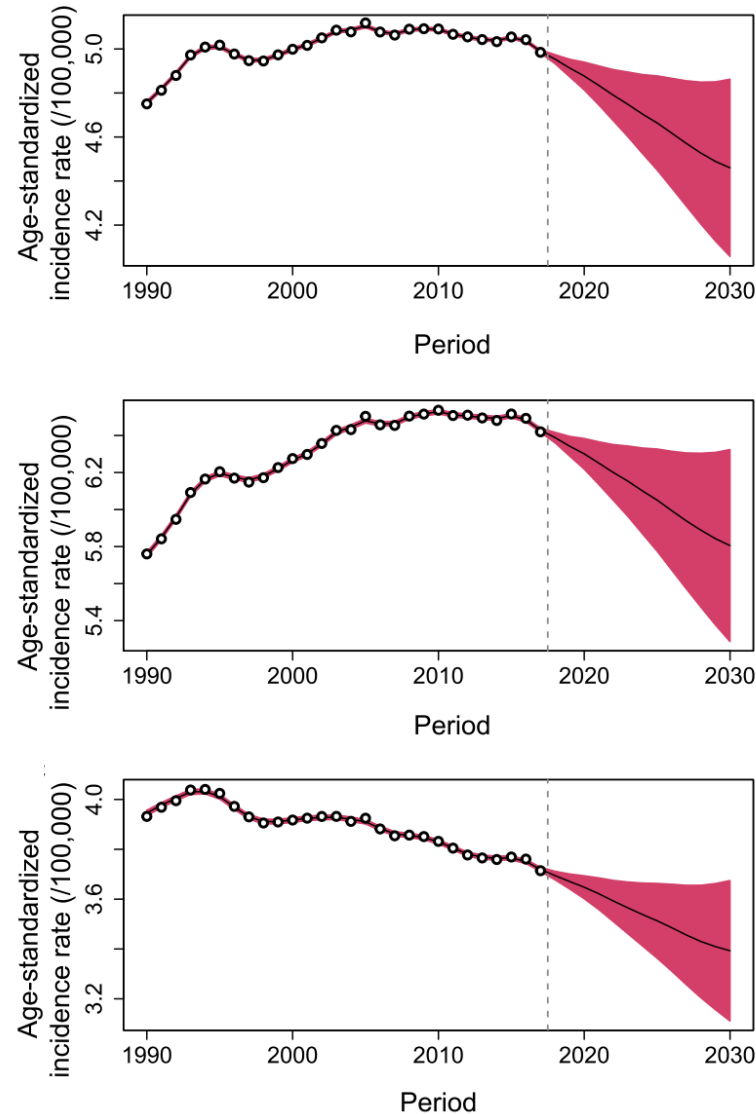 Age-standardized
incidence rate (/100,000)
5.0
4.6
4.2
1990 2000 2010 2020 2030
Period
Age-standardized
incidence rate (/100,000)
6.2
5.8
5.4
1990 2000 2010 2020 2030
Period
Age-standardized
incidence rate (/100,000)
4.0
3.6
3.2
1990 2000 2010 2020 2030
Period